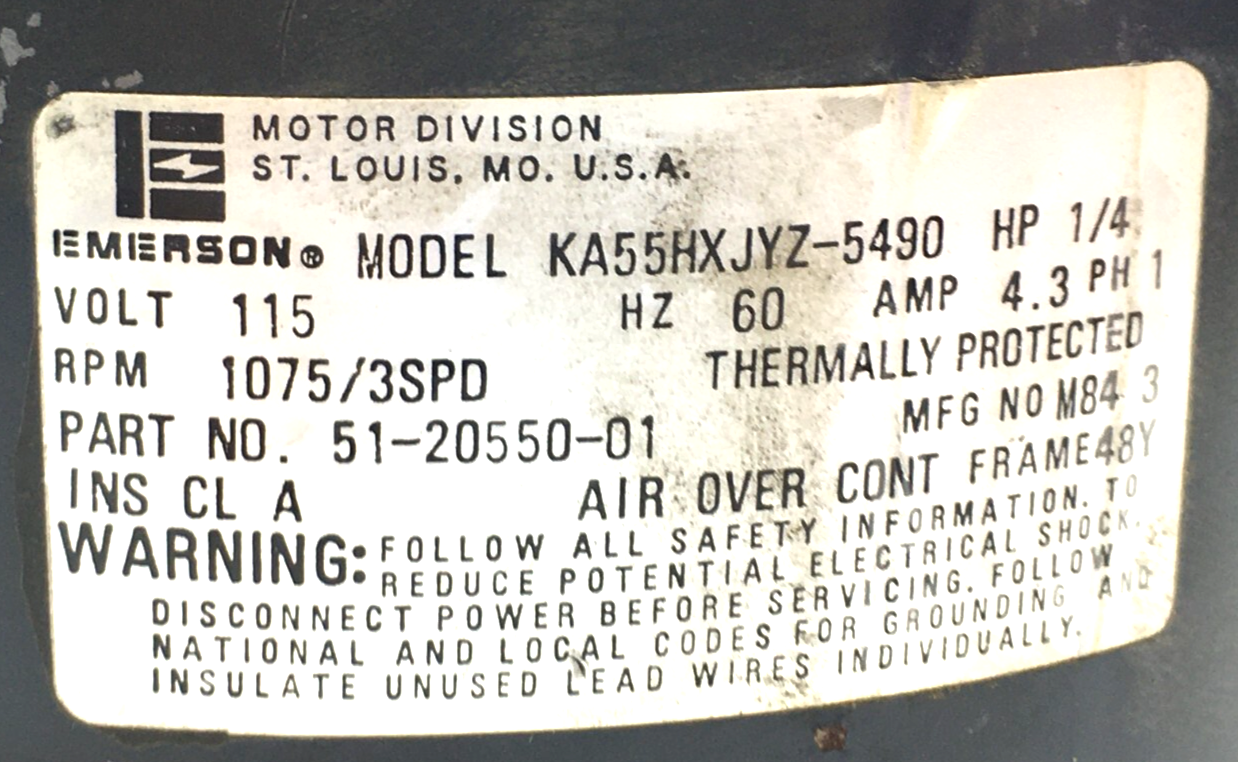 MOTOR DIVISION
ST. LOUIS, MO. U.S.A.
EMERSON® MODEL KA55HXJYZ-5490 HP 1/4
VOLT 115 HZ 60 AMP 4.3 PH 1
RPM 1075/3SPD THERMALLY PROTECTED
PART NO. 51-20550-01 MFG NO M84 3
INS CL A AIR OVER CONT FRAME48Y
WARNING: FOLLOW ALL SAFETY INFORMATION. TO
REDUCE POTENTIAL ELECTRICAL SHOCK.
DISCONNECT POWER BEFORE SERVICING. FOLLOW
NATIONAL AND LOCAL CODES FOR GROUNDING AND
INSULATE UNUSED LEAD WIRES INDIVIDUALLY.